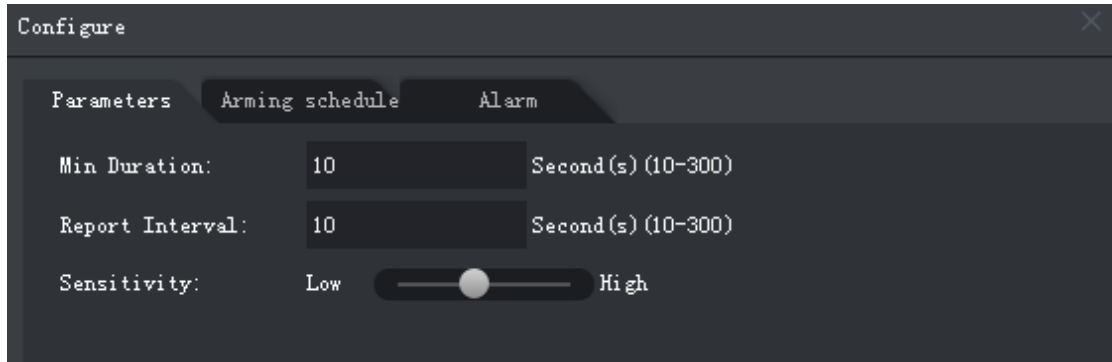 Configure
Parameters Arming schedule Alarm
Min Duration: 10 Second(s)(10-300)
Report Interval: 10 Second(s)(10-300)
Sensitivity: Low High